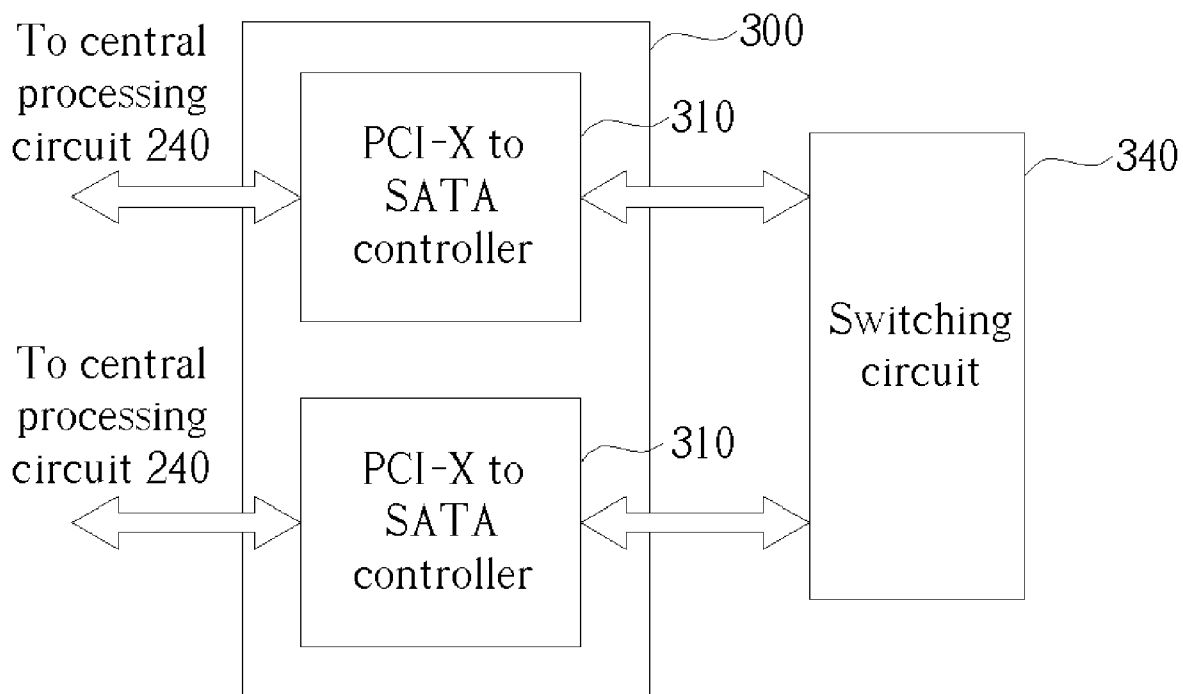 To central
processing
circuit 240
300
PCI-X to
SATA
controller
310
340
Switching
circuit
To central
processing
circuit 240
PCI-X to
SATA
controller
310